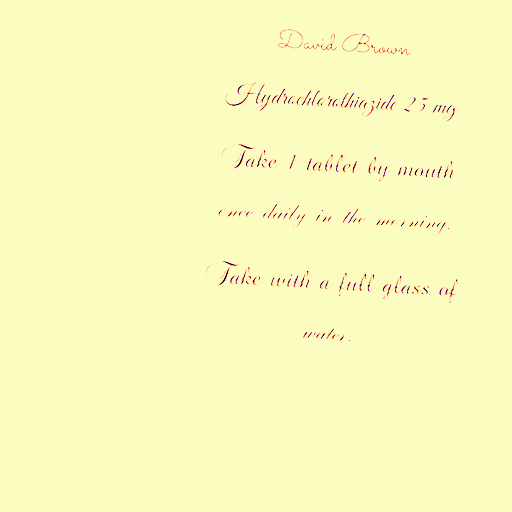 David Brown
Hydrochlorothiazide 25 mg
Take 1 tablet by mouth
once daily in the morning.
Take with a full glass of
water.